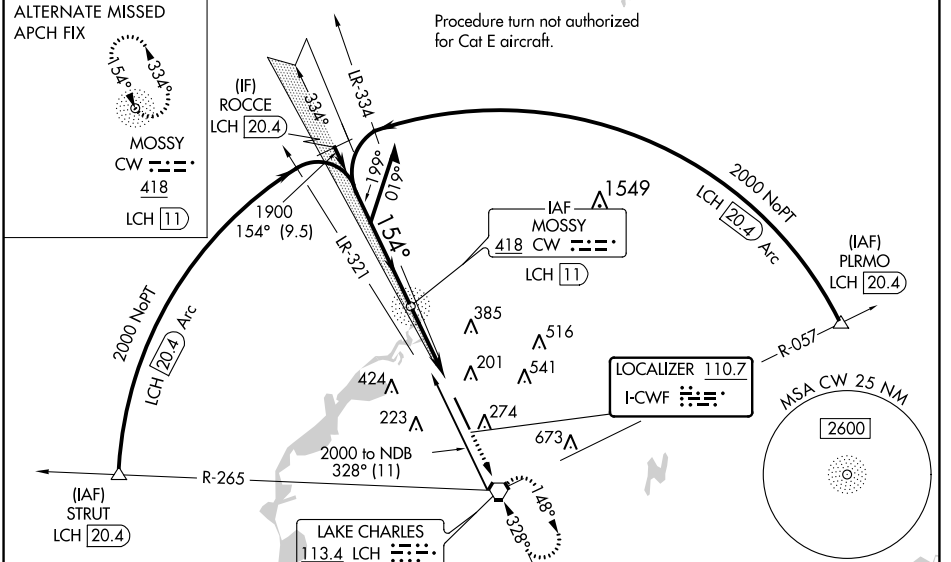 ALTERNATE MISSED
APCH FIX
154°
334°
MOSSY
CW
418
LCH 11
Procedure turn not authorized
for Cat E aircraft.
(IF)
ROCCE
LCH 20.4
334°
LR-334
199°
019°
1900
154° (9.5)
154°
LR-321
1549
IAF
MOSSY
418 CW
LCH 11
2000 NoPT
LCH 20.4 Arc
(IAF)
PLRMO
LCH 20.4
R-057
2000 NoPT
LCH 20.4 Arc
385
516
201
541
424
223
274
673
LOCALIZER 110.7
I-CWF
MSA CW 25 NM
2600
2000 to NDB
328° (11)
R-265
(IAF)
STRUT
LCH 20.4
148°
328°
LAKE CHARLES
113.4 LCH
N